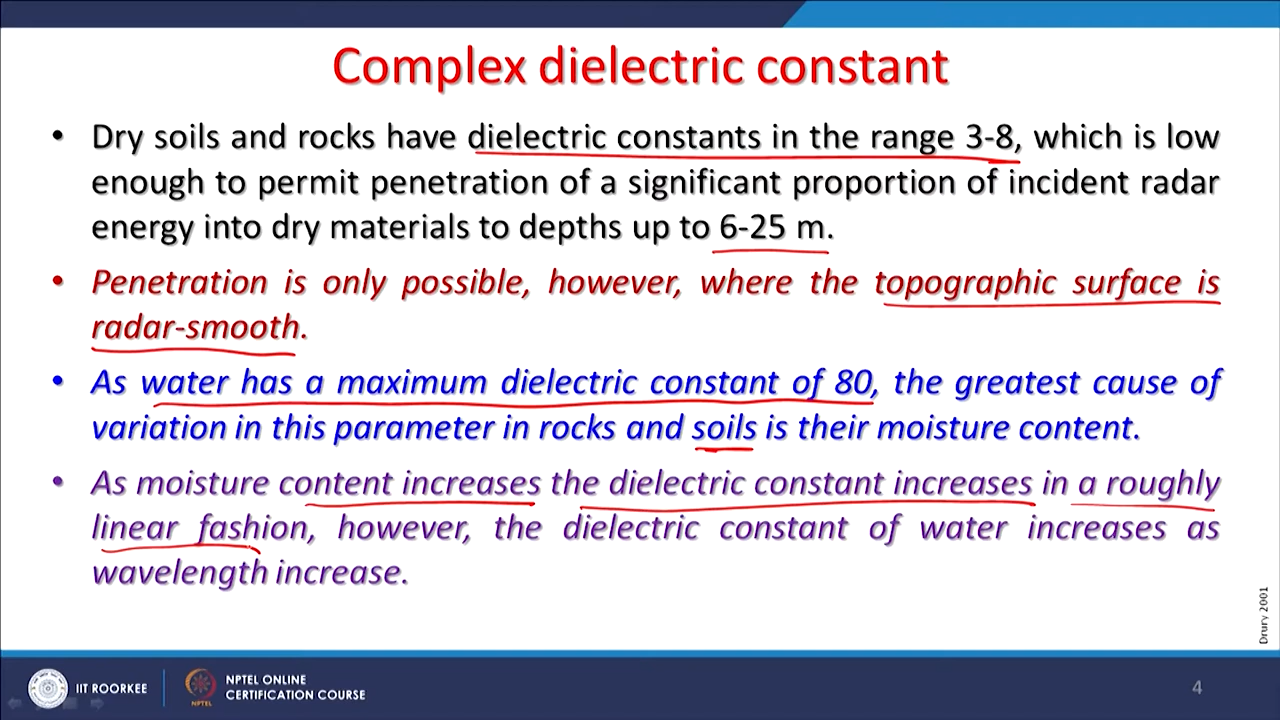 Complex dielectric constant
• Dry soils and rocks have dielectric constants in the range 3-8, which is low
enough to permit penetration of a significant proportion of incident radar
energy into dry materials to depths up to 6-25 m.
• Penetration is only possible, however, where the topographic surface is
radar-smooth.
• As water has a maximum dielectric constant of 80, the greatest cause of
variation in this parameter in rocks and soils is their moisture content.
• As moisture content increases the dielectric constant increases in a roughly
linear fashion, however, the dielectric constant of water increases as
wavelength increase.
Drury 2001
IIT ROORKEE
NPTEL
NPTEL ONLINE
CERTIFICATION COURSE
4